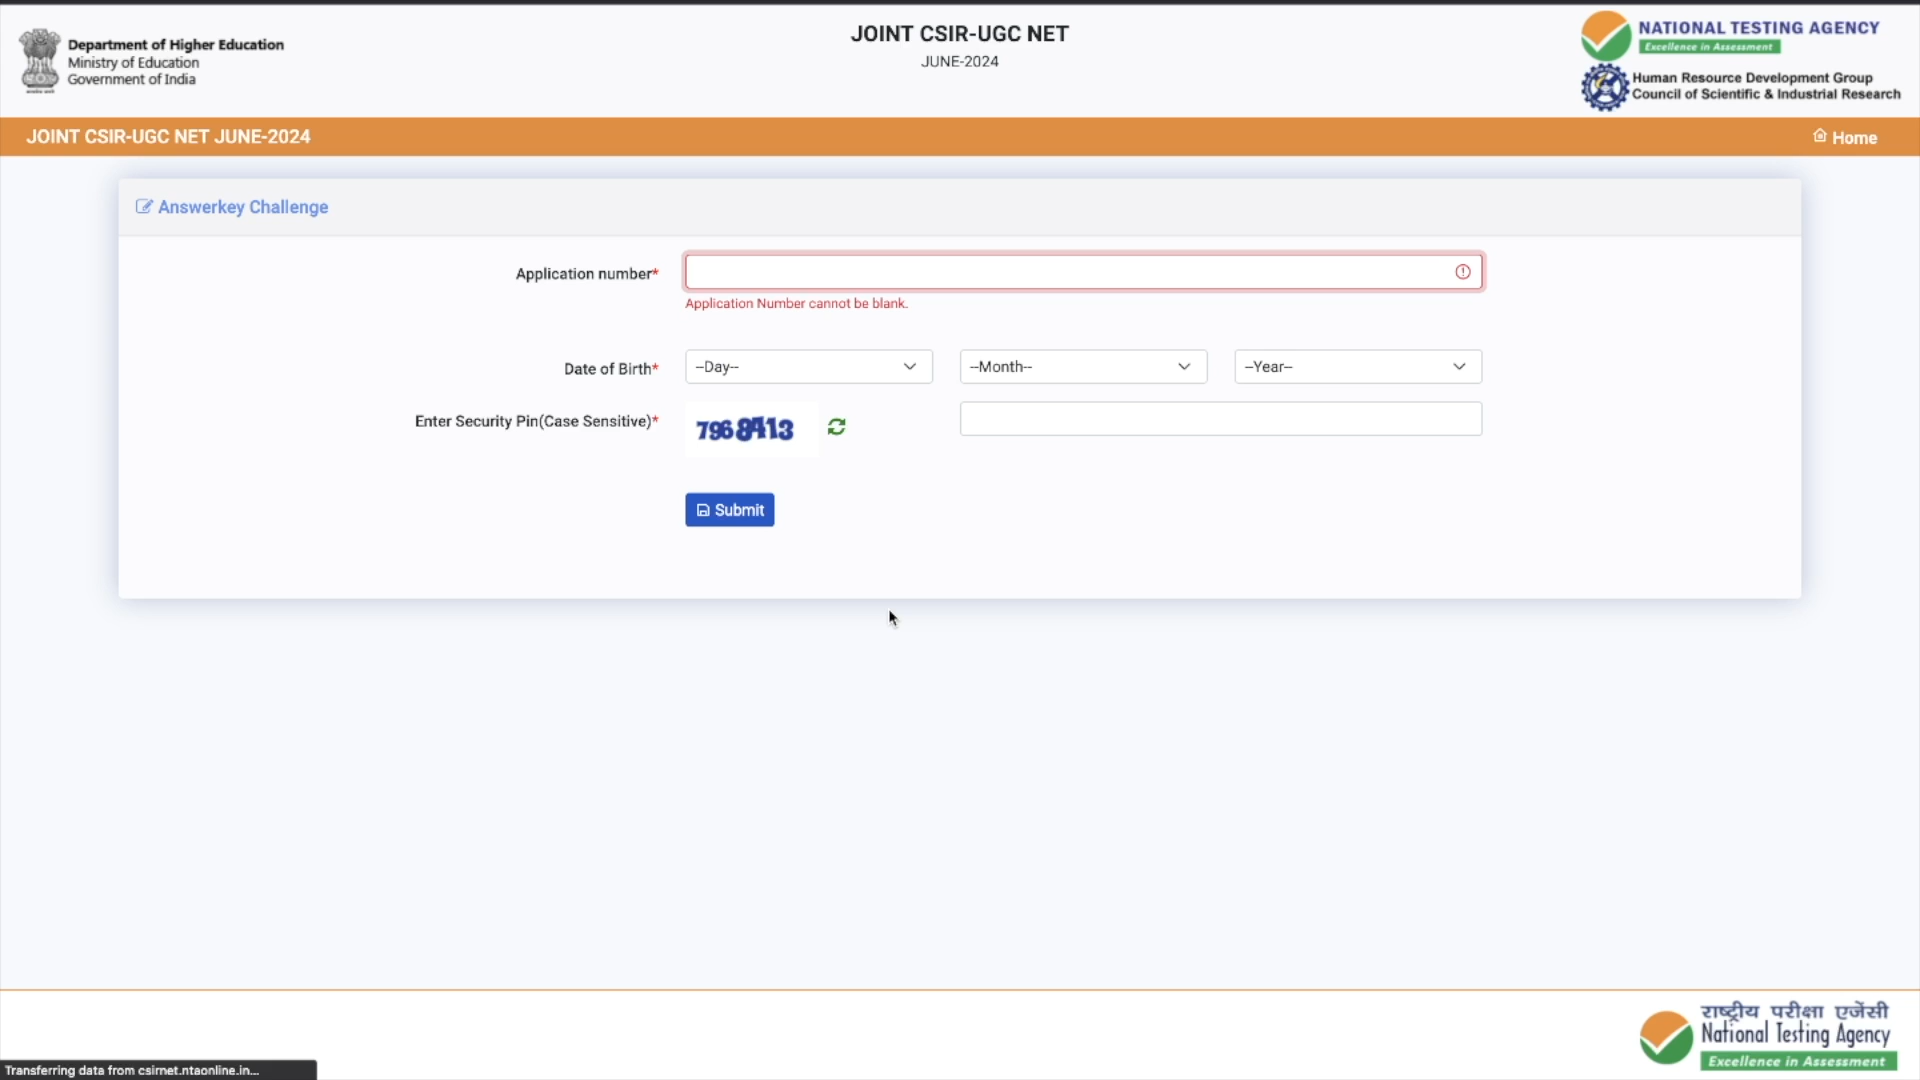 Department of Higher Education
Ministry of Education
Government of India
JOINT CSIR-UGC NET
JUNE-2024
NATIONAL TESTING AGENCY
Excellence in Assessment
Human Resource Development Group
Council of Scientific & Industrial Research
JOINT CSIR-UGC NET JUNE-2024
Home
Answerkey Challenge
Application number*
Application Number cannot be blank.
Date of Birth*
--Day--
--Month--
--Year--
Enter Security Pin(Case Sensitive)*
Submit
राष्ट्रीय परीक्षा एजेंसी
National Testing Agency
Excellence in Assessment
Transferring data from csirnet.ntaonline.in...